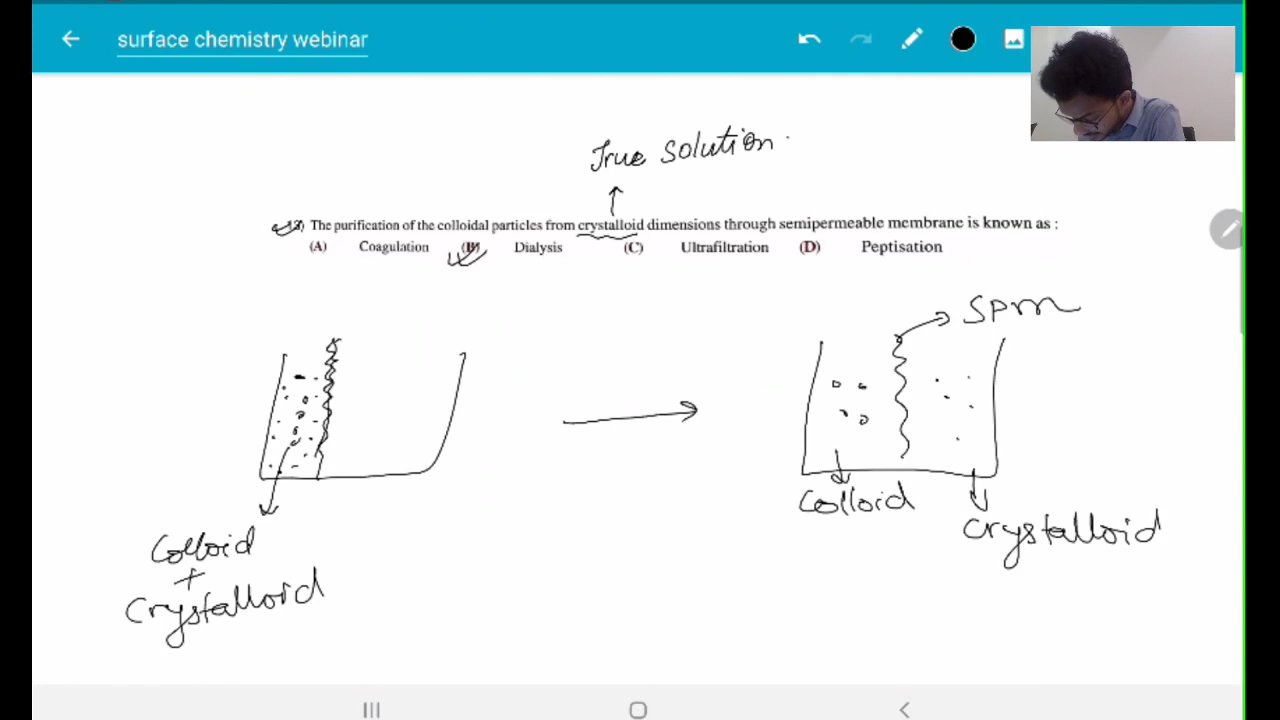 surface chemistry webinar
True Solution.
The purification of the colloidal particles from crystalloid dimensions through semipermeable membrane is known as :
(A) Coagulation (B) Dialysis (C) Ultrafiltration (D) Peptisation
SPM
Colloid
+
Crystalloid
Colloid
Crystalloid